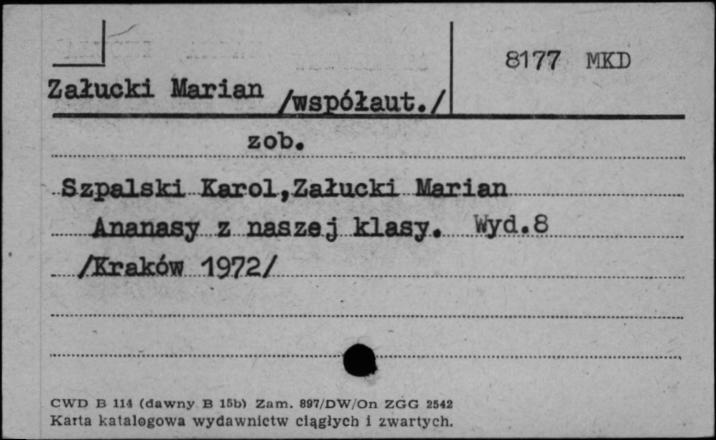 8177 MKD
Załucki Marian /współaut./
zob.
Szpalski Karol,Załucki Marian
Ananasy z naszej klasy. Wyd.8
/Kraków 1972/
CWD B 114 (dawny B 15b) Zam. 897/DW/On ZGG 2542
Karta katalogowa wydawnictw ciągłych i zwartych.